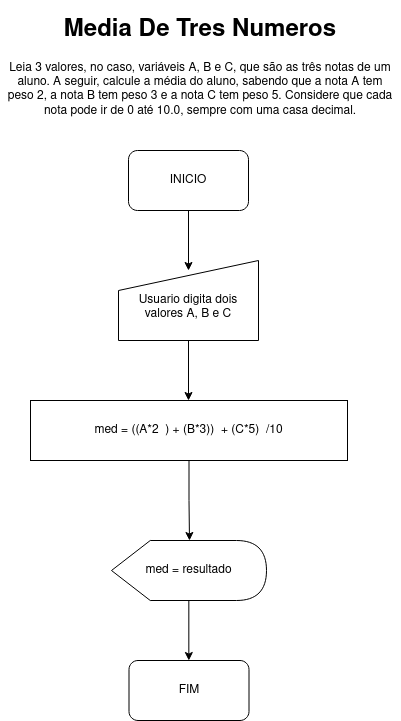 Media De Tres Numeros
Leia 3 valores, no caso, variáveis A, B e C, que são as três notas de um
aluno. A seguir, calcule a média do aluno, sabendo que a nota A tem
peso 2, a nota B tem peso 3 e a nota C tem peso 5. Considere que cada
nota pode ir de 0 até 10.0, sempre com uma casa decimal.
INICIO
Usuario digita dois
valores A, B e C
med = ((A*2  ) + (B*3))  + (C*5)  /10
med = resultado
FIM